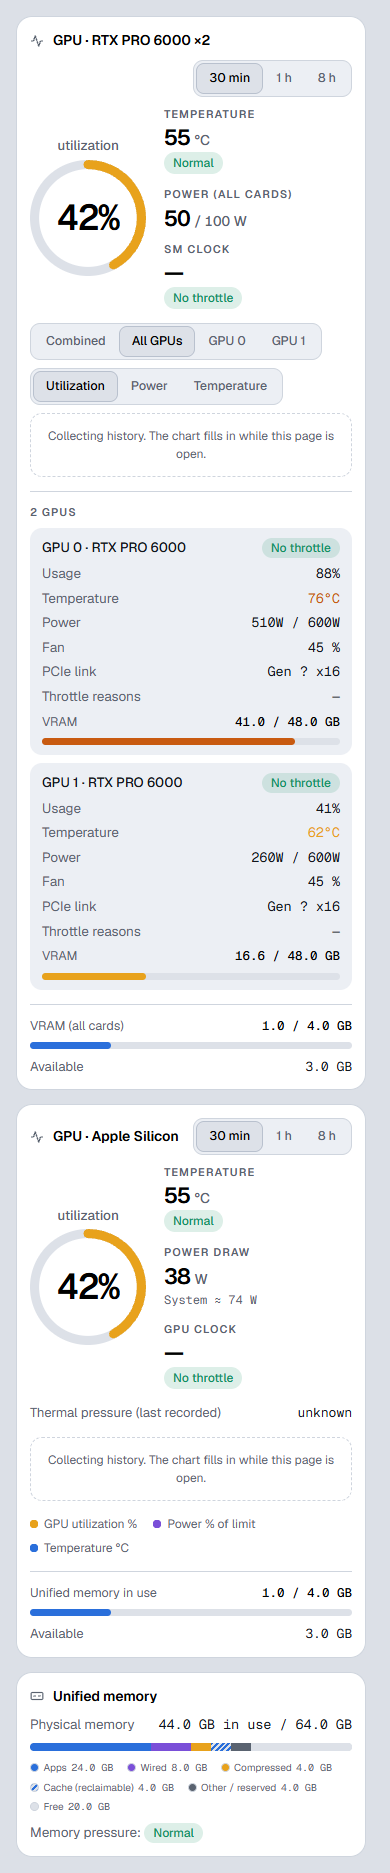 GPU · RTX PRO 6000 ×2
30 min 1 h 8 h
utilization
42%
TEMPERATURE
55 °C
Normal
POWER (ALL CARDS)
50 / 100 W
SM CLOCK
—
No throttle
Combined All GPUs GPU 0 GPU 1
Utilization Power Temperature
Collecting history. The chart fills in while this page is
open.
2 GPUS
GPU 0 · RTX PRO 6000 No throttle
Usage 88%
Temperature 76°C
Power 510W / 600W
Fan 45 %
PCIe link Gen ? x16
Throttle reasons —
VRAM 41.0 / 48.0 GB
GPU 1 · RTX PRO 6000 No throttle
Usage 41%
Temperature 62°C
Power 260W / 600W
Fan 45 %
PCIe link Gen ? x16
Throttle reasons —
VRAM 16.6 / 48.0 GB
VRAM (all cards) 1.0 / 4.0 GB
Available 3.0 GB
GPU · Apple Silicon 30 min 1 h 8 h
utilization
42%
TEMPERATURE
55 °C
Normal
POWER DRAW
38 W
System ≈ 74 W
GPU CLOCK
—
No throttle
Thermal pressure (last recorded) unknown
Collecting history. The chart fills in while this page is
open.
GPU utilization % Power % of limit
Temperature °C
Unified memory in use 1.0 / 4.0 GB
Available 3.0 GB
Unified memory
Physical memory 44.0 GB in use / 64.0 GB
Apps 24.0 GB Wired 8.0 GB Compressed 4.0 GB
Cache (reclaimable) 4.0 GB Other / reserved 4.0 GB
Free 20.0 GB
Memory pressure: Normal